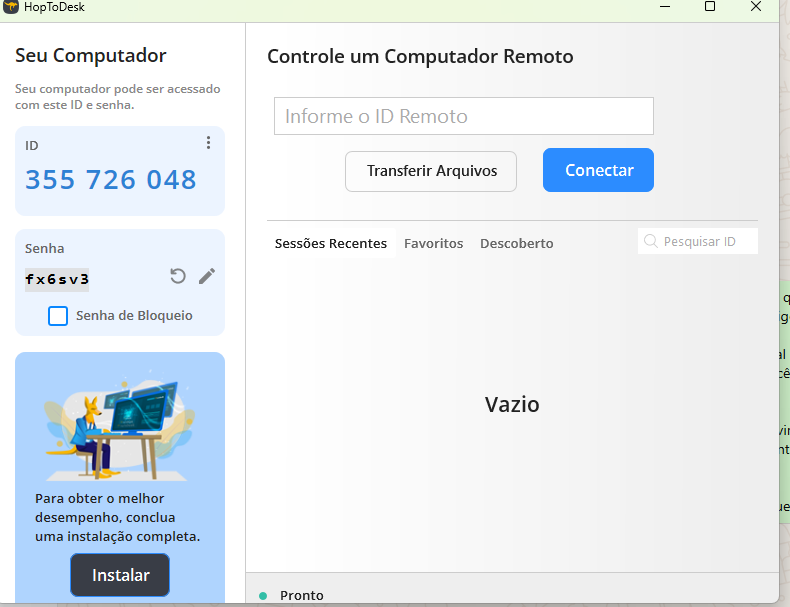 HopToDesk
Seu Computador
Seu computador pode ser acessado
com este ID e senha.
ID
355 726 048
Senha
fx6sv3
Senha de Bloqueio
Para obter o melhor
desempenho, conclua
uma instalação completa.
Instalar
Controle um Computador Remoto
Informe o ID Remoto
Transferir Arquivos
Conectar
Sessões Recentes
Favoritos
Descoberto
Pesquisar ID
Vazio
Pronto